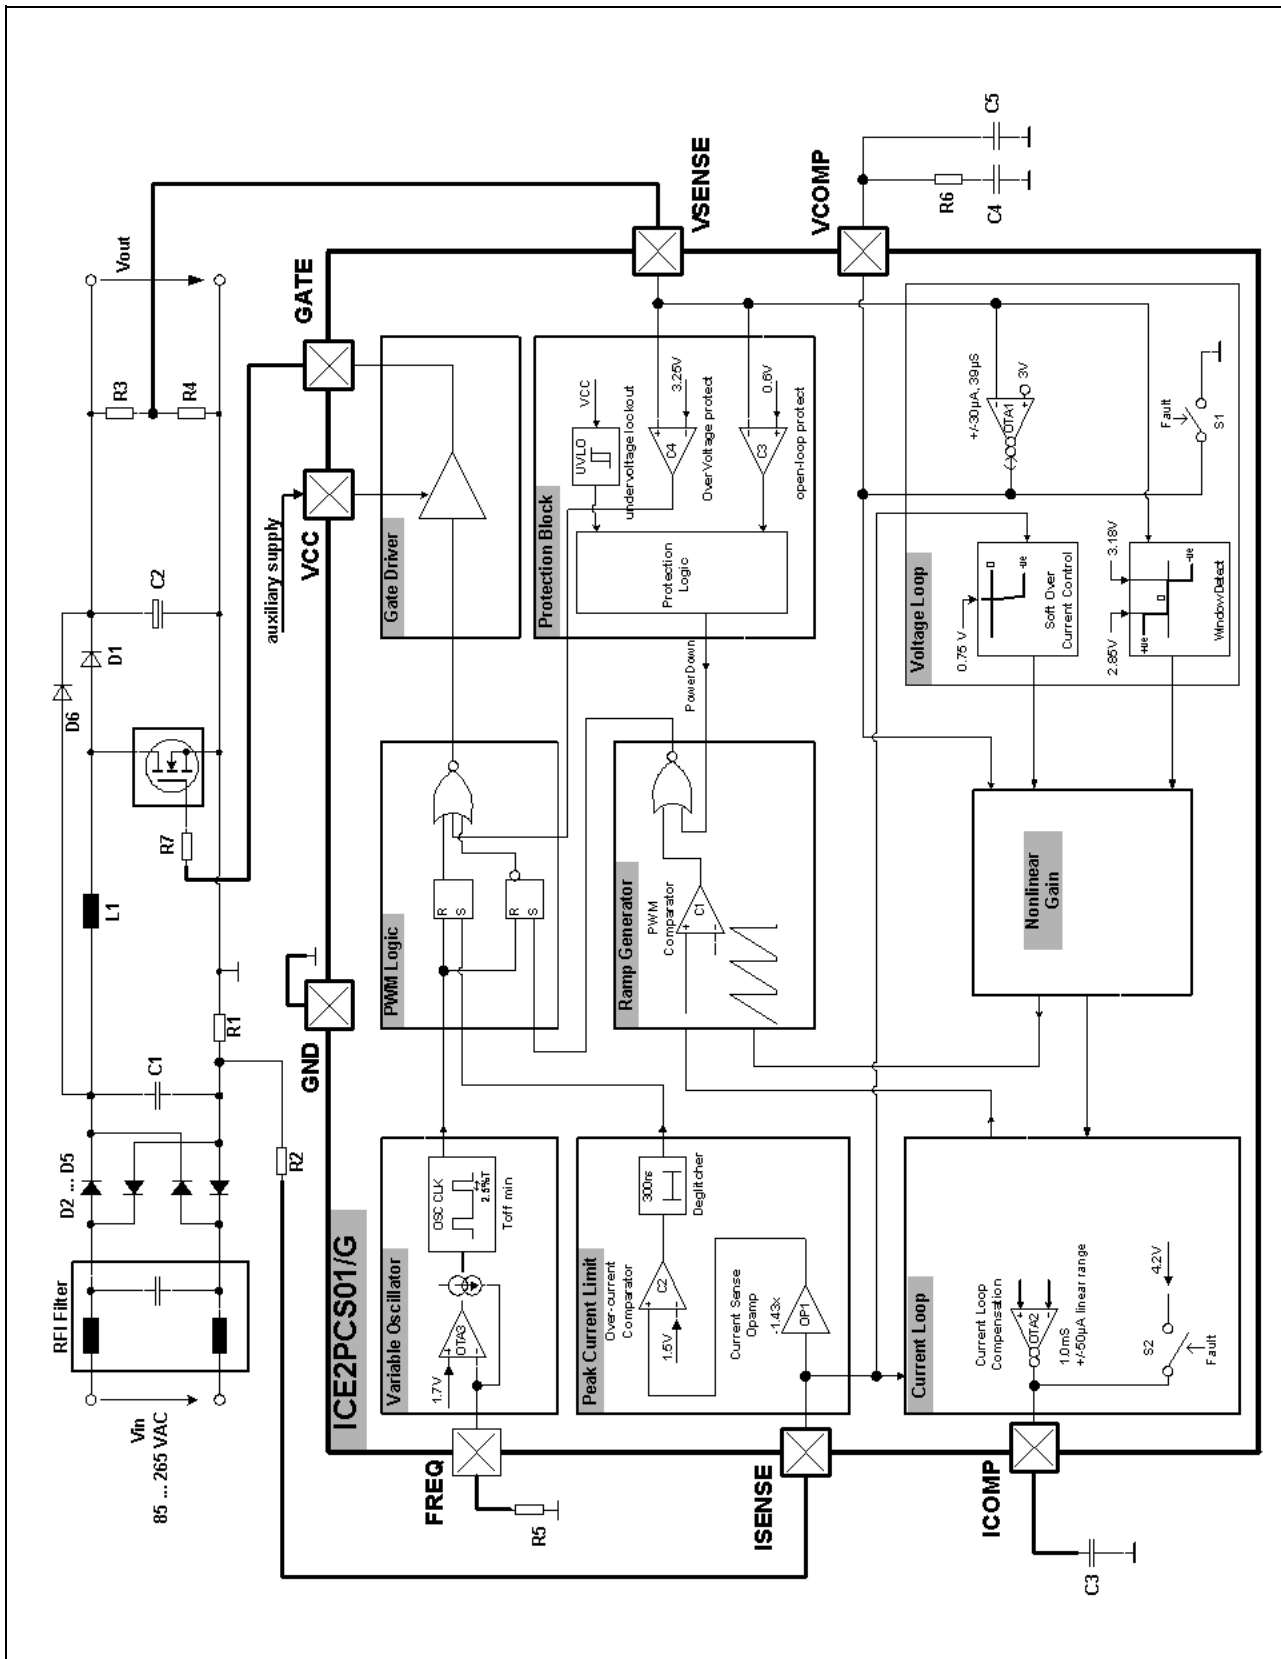 RFI Filter
Vin
85 ... 265 VAC
D2 ... D5
C1
R1
R2
L1
R7
D6
D1
C2
R3
R4
Vout
GND
auxiliary supply
VCC
GATE
ICE2PCS01/G
Variable Oscillator
1.7V
OTA3
+
−
OSC CLK
2.5%T
Toff min
FREQ
R5
PWM Logic
R
S
R
S
Gate Driver
Peak Current Limit
Over-current
Comparator
1.5V
C2
+
−
300ns
Deglitcher
Current Sense
Opamp
-1.43x
OP1
ISENSE
Ramp Generator
PWM
Comparator
C1
+
−
PowerDown
Protection Block
UVLO
VCC
undervoltage lockout
C4
+
−
3.25V
OverVoltage protect
C3
−
+
0.6V
open-loop protect
Protection
Logic
VSENSE
Current Loop
Current Loop
Compensation
OTA2
+
−
1.0mS
+/-50µA linear range
4.2V
S2
Fault
ICOMP
C3
Nonlinear
Gain
Voltage Loop
0.75 V
Soft Over
Current Control
-Ue
2.85V
3.18V
+Ue
-Ue
WindowDetect
+/-30µA, 39µS
OTA1
−
+
3V
Fault
S1
VCOMP
R6
C4
C5